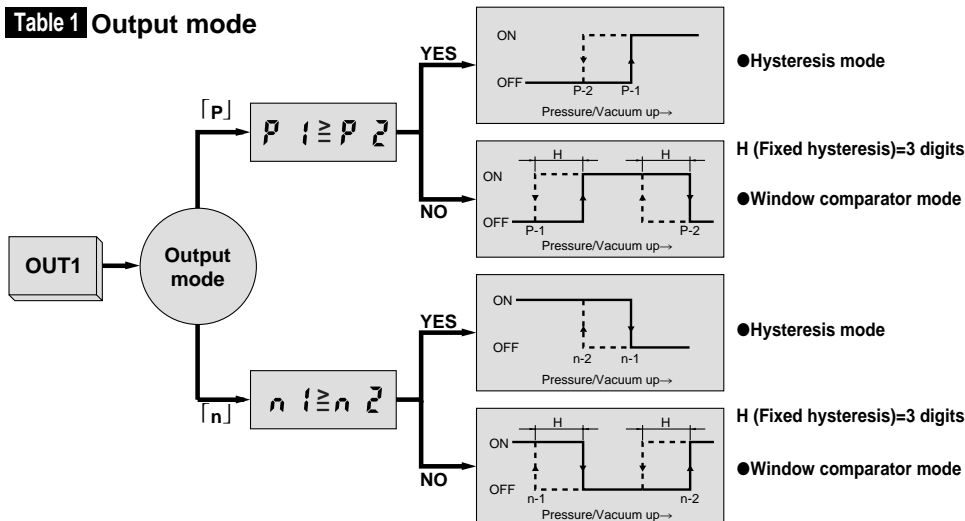 Table 1 Output mode
OUT1
Output
mode
「P」
P 1≧P 2
YES
ON
OFF
P-2 P-1
Pressure/Vacuum up→
●Hysteresis mode
NO
H H
ON
OFF
P-1 P-2
Pressure/Vacuum up→
H (Fixed hysteresis)=3 digits
●Window comparator mode
「n」
n 1≧n 2
YES
ON
OFF
n-2 n-1
Pressure/Vacuum up→
●Hysteresis mode
NO
H H
ON
OFF
n-1 n-2
Pressure/Vacuum up→
H (Fixed hysteresis)=3 digits
●Window comparator mode